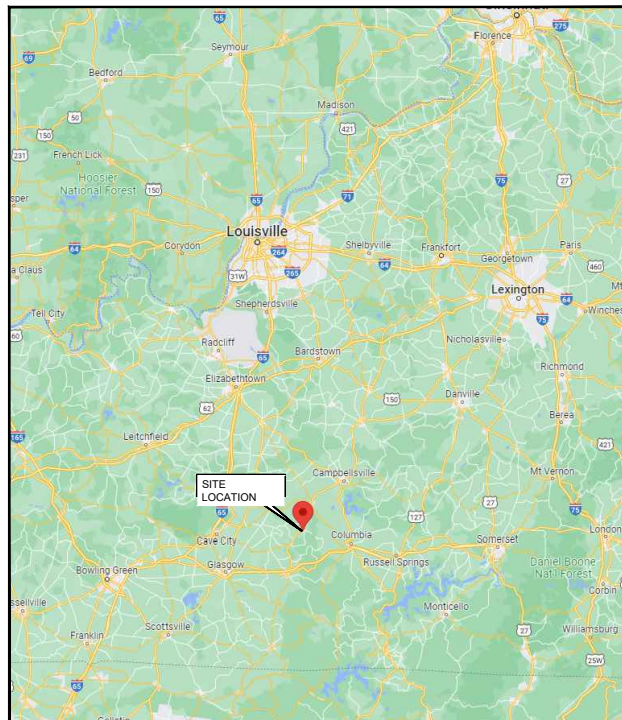 65
275
Florence
Seymour
69
Bedford
Madison
50
421
150
231
French Lick
27
Hoosier
National Forest
150
75
65
71
Louisville
64
Corydon
264
Shelbyville
Frankfort
Georgetown
Paris
64
265
460
31W
Lexington
Tell City
Shepherdsville
64
60
75
Nicholasville
Radcliff
65
Bardstown
Richmond
Elizabethtown
150
Danville
62
Berea
165
Leitchfield
421
Campbellsville
Mt Vernon
SITE
LOCATION
65
127
27
75
Cave City
Columbia
Somerset
London
Glasgow
Russell Springs
Daniel Boone
Nat'l Forest
Bowling Green
Corbin
Monticello
Scottsville
27
Williamsburg
Franklin
25W
65